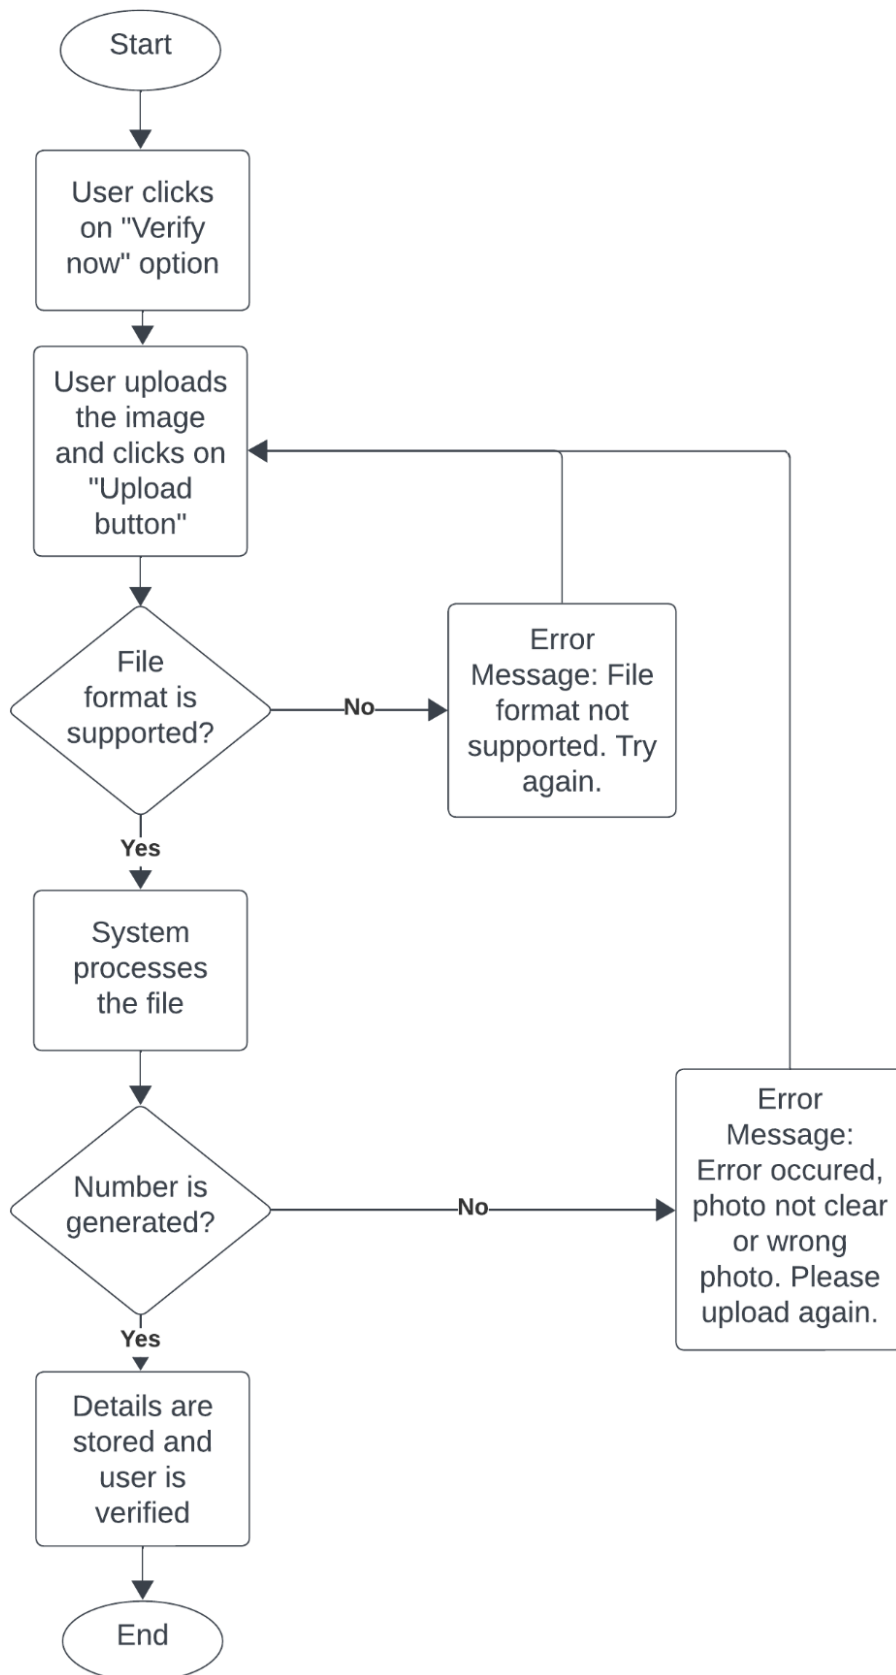 Start
User clicks
on "Verify
now" option
User uploads
the image
and clicks on
"Upload
button"
File
format is
supported?
No
Error
Message: File
format not
supported. Try
again.
Yes
System
processes
the file
Number is
generated?
No
Error
Message:
Error occured,
photo not clear
or wrong
photo. Please
upload again.
Yes
Details are
stored and
user is
verified
End